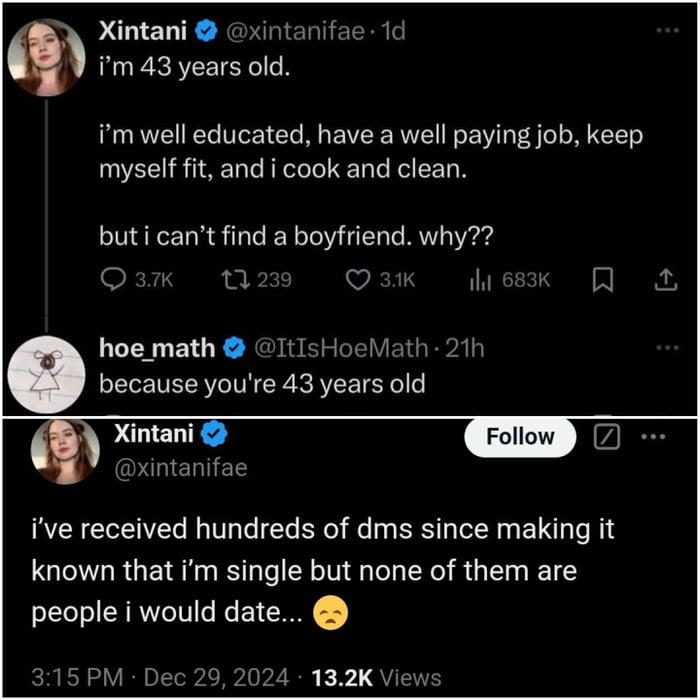 Xintani @xintanifae · 1d
i’m 43 years old.
i’m well educated, have a well paying job, keep
myself fit, and i cook and clean.
but i can’t find a boyfriend. why??
3.7K 239 3.1K 683K
hoe_math @ItIsHoeMath · 21h
because you're 43 years old
Xintani Follow
@xintanifae
i’ve received hundreds of dms since making it
known that i’m single but none of them are
people i would date... 😞
3:15 PM · Dec 29, 2024 · 13.2K Views